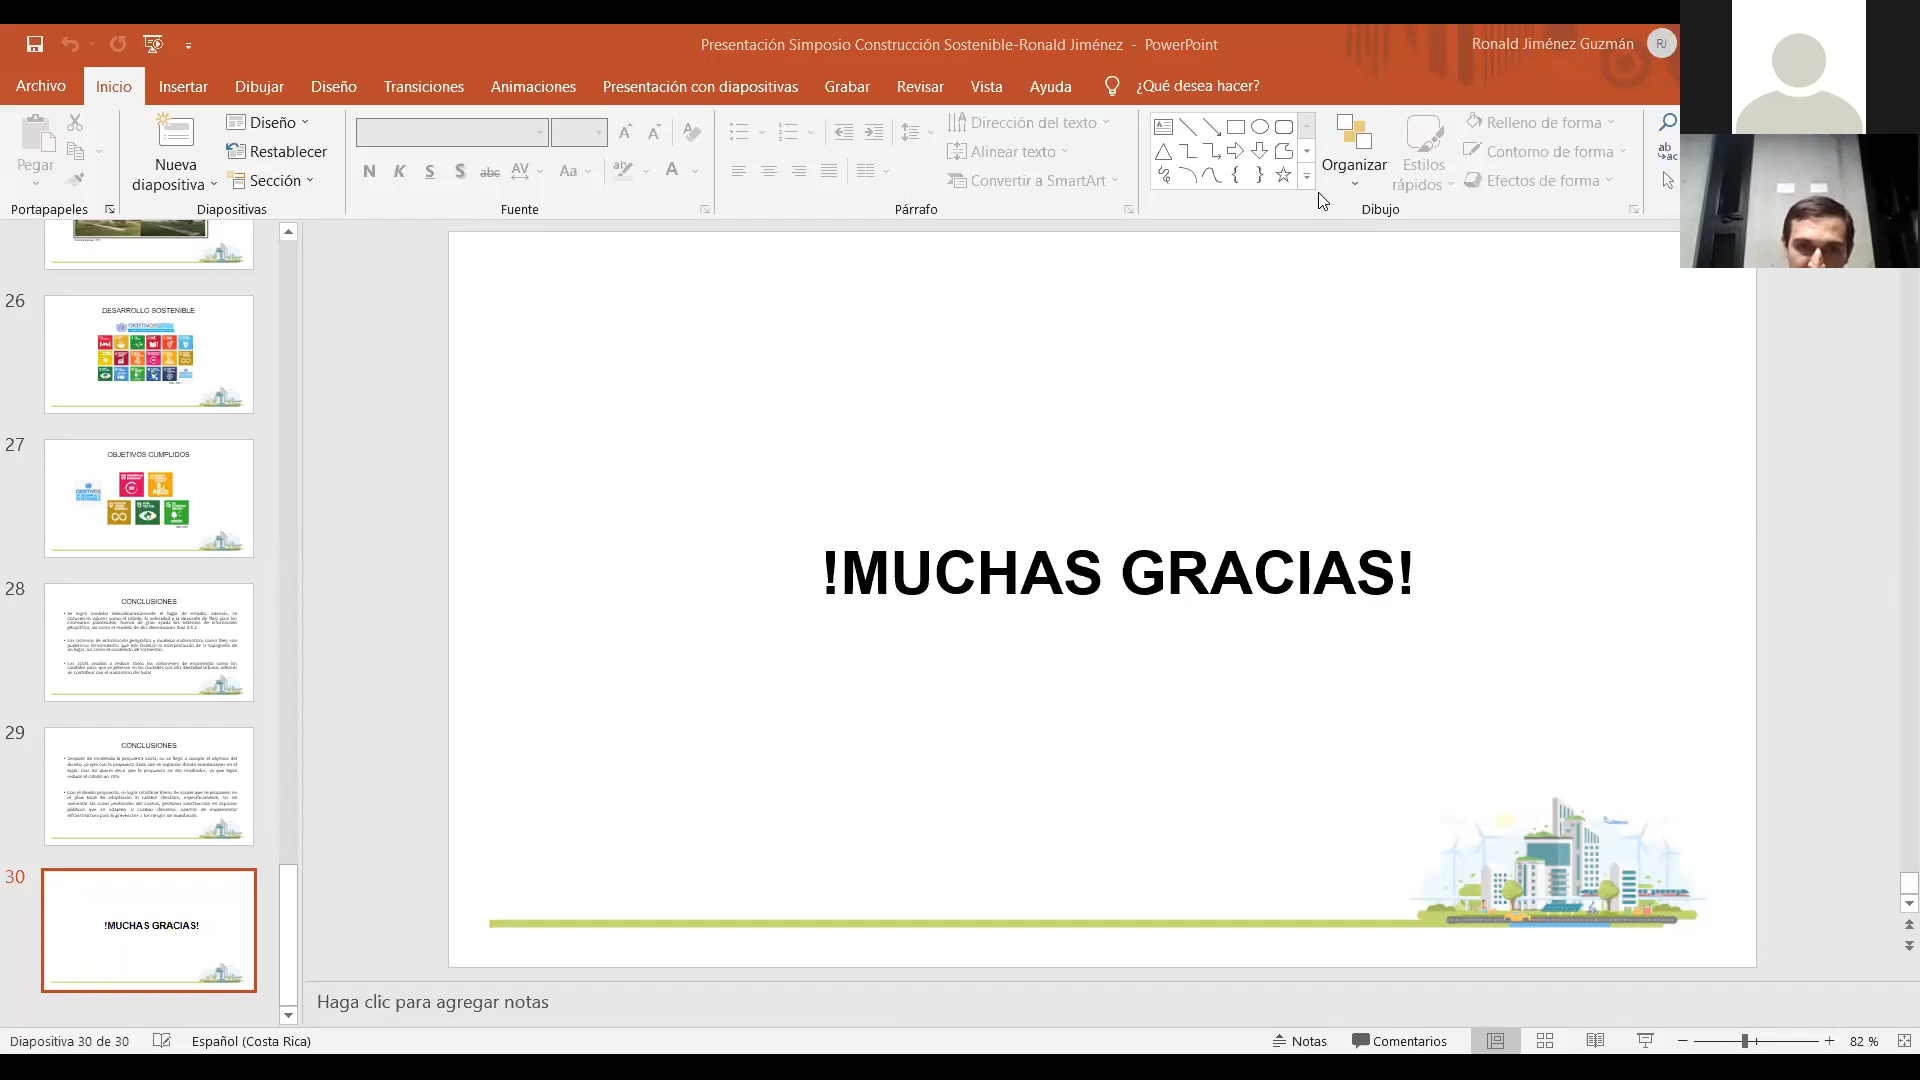 Presentación Simposio Construcción Sostenible-Ronald Jiménez - PowerPoint
Ronald Jiménez Guzmán
RJ
Archivo
Inicio
Insertar
Dibujar
Diseño
Transiciones
Animaciones
Presentación con diapositivas
Grabar
Revisar
Vista
Ayuda
¿Qué desea hacer?
Pegar
Portapapeles
Nueva
diapositiva
Diseño
Restablecer
Sección
Diapositivas
N K S S abc AV Aa A
Fuente
Dirección del texto
Alinear texto
Convertir a SmartArt
Párrafo
Organizar
Estilos
rápidos
Relleno de forma
Contorno de forma
Efectos de forma
Dibujo
26
DESARROLLO SOSTENIBLE
27
OBJETIVOS CUMPLIDOS
28
CONCLUSIONES
29
CONCLUSIONES
30
!MUCHAS GRACIAS!
!MUCHAS GRACIAS!
Haga clic para agregar notas
Diapositiva 30 de 30
Español (Costa Rica)
Notas
Comentarios
82 %